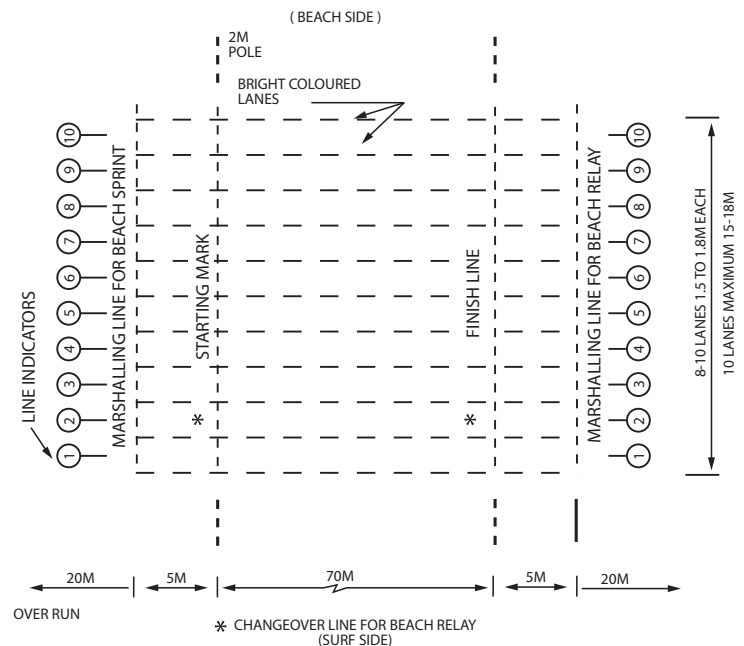 ( BEACH SIDE )
2M
POLE
BRIGHT COLOURED
LANES
10
9
8
7
6
5
4
3
2
1
LINE INDICATORS
MARSHALLING LINE FOR BEACH SPRINT
STARTING MARK
*
FINISH LINE
*
MARSHALLING LINE FOR BEACH RELAY
10
9
8
7
6
5
4
3
2
1
8-10 LANES 1.5 TO 1.8M EACH
10 LANES MAXIMUM 15-18M
20M
5M
70M
5M
20M
OVER RUN
* CHANGEOVER LINE FOR BEACH RELAY
(SURF SIDE)